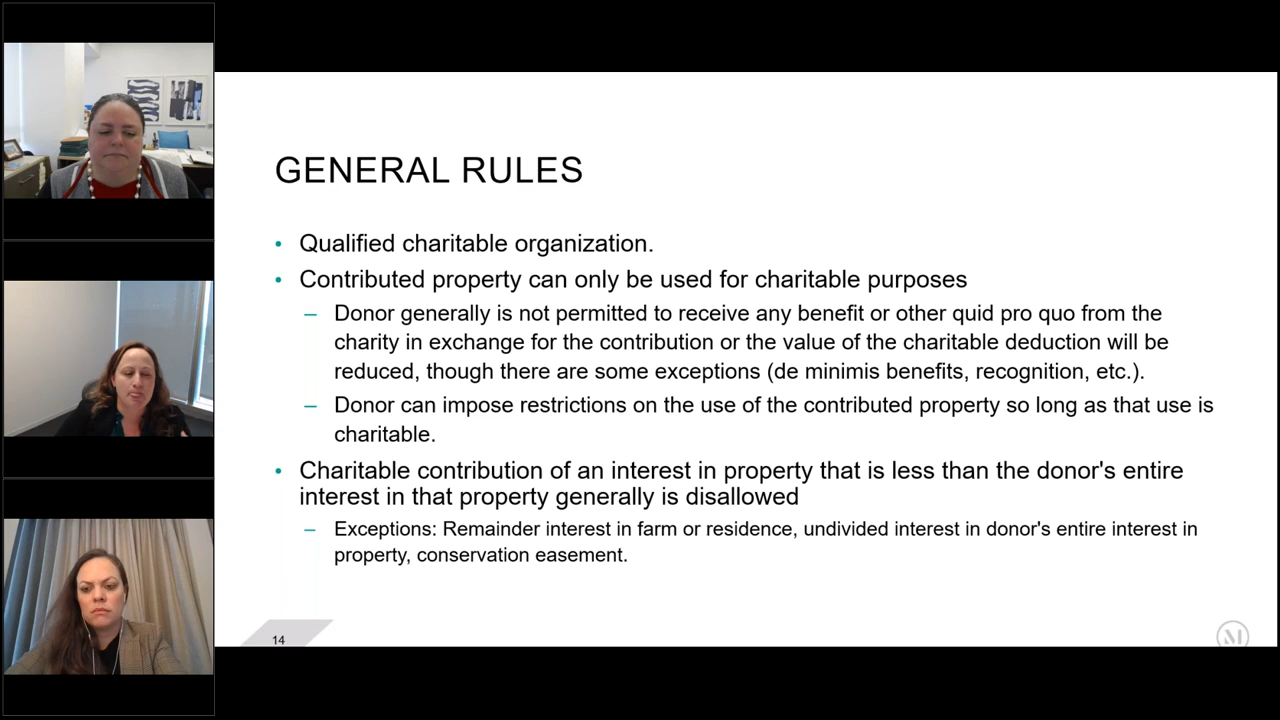 GENERAL RULES
• Qualified charitable organization.
• Contributed property can only be used for charitable purposes
– Donor generally is not permitted to receive any benefit or other quid pro quo from the
charity in exchange for the contribution or the value of the charitable deduction will be
reduced, though there are some exceptions (de minimis benefits, recognition, etc.).
– Donor can impose restrictions on the use of the contributed property so long as that use is
charitable.
• Charitable contribution of an interest in property that is less than the donor's entire
interest in that property generally is disallowed
– Exceptions: Remainder interest in farm or residence, undivided interest in donor's entire interest in
property, conservation easement.
14
M